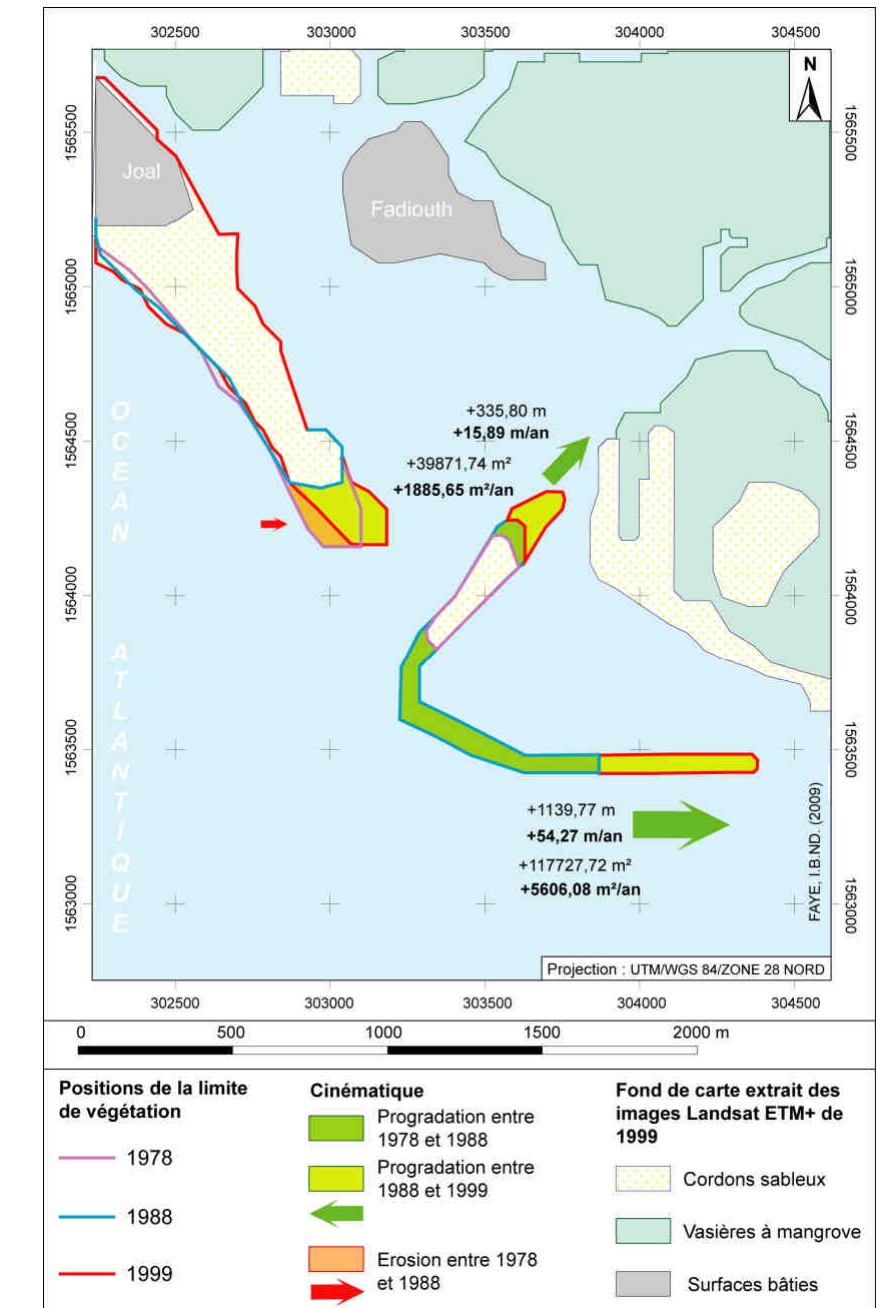 302500 303000 303500 304000 304500
N
1565500
1565500
Joal
Fadiouth
1565000
1565000
+335,80 m
+15,89 m/an
+39871,74 m²
+1885,65 m²/an
1564500
1564500
OCEAN
ATLANTIQUE
1564000
1564000
1563500
1563500
+1139,77 m
+54,27 m/an
+117727,72 m²
+5606,08 m²/an
FAYE, I.B.ND. (2009)
1563000
1563000
Projection : UTM/WGS 84/ZONE 28 NORD
302500 303000 303500 304000 304500
0 500 1000 1500 2000 m
Positions de la limite
de végétation
1978
1988
1999
Cinématique
Progradation entre
1978 et 1988
Progradation entre
1988 et 1999
Erosion entre 1978
et 1988
Fond de carte extrait des
images Landsat ETM+ de
1999
Cordons sableux
Vasières à mangrove
Surfaces bâties